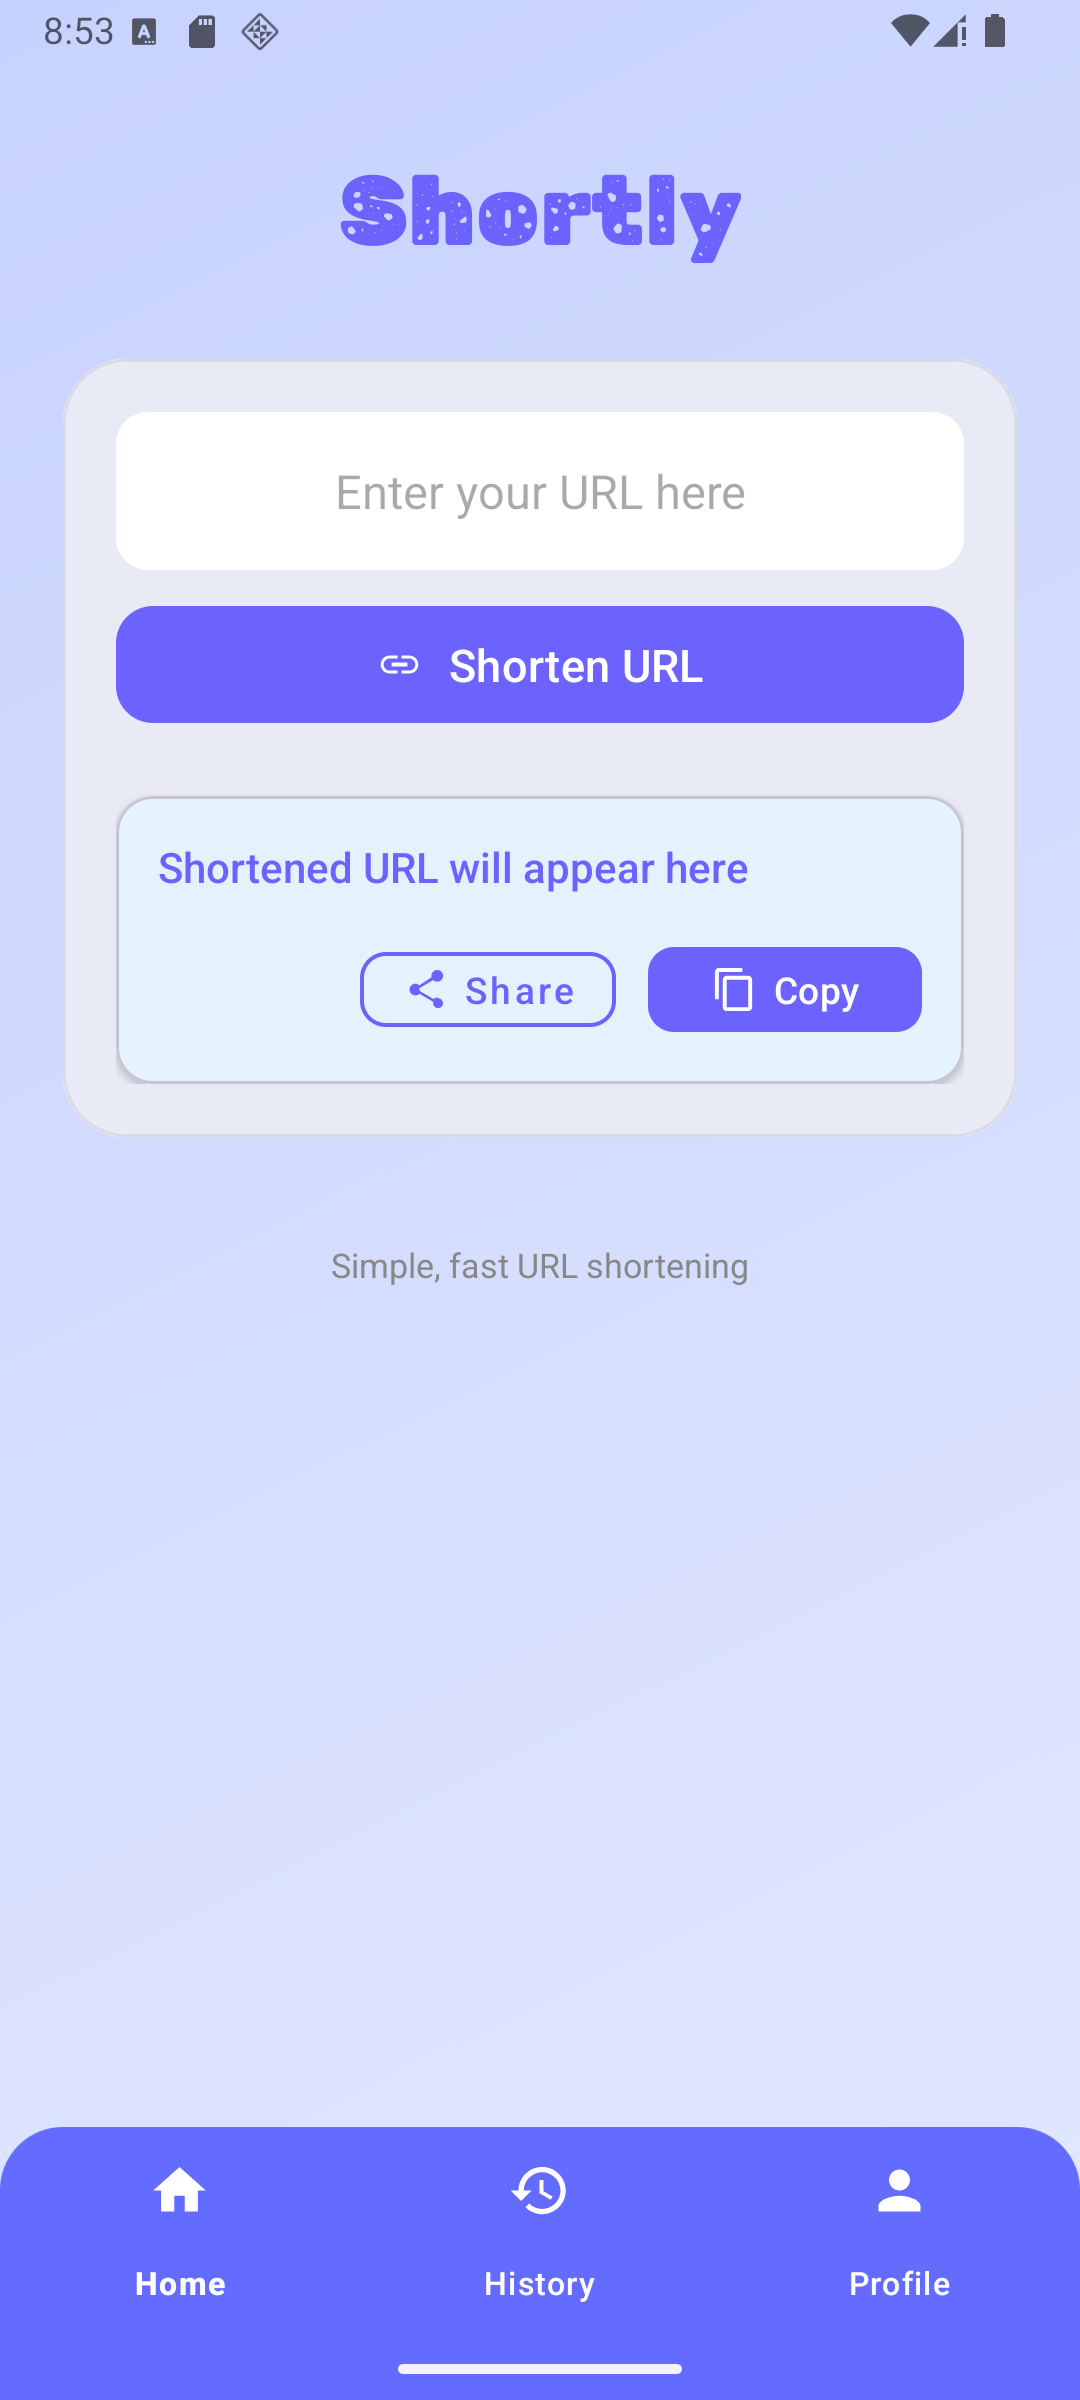 8:53
Shortly
Enter your URL here
Shorten URL
Shortened URL will appear here
Share
Copy
Simple, fast URL shortening
Home
History
Profile